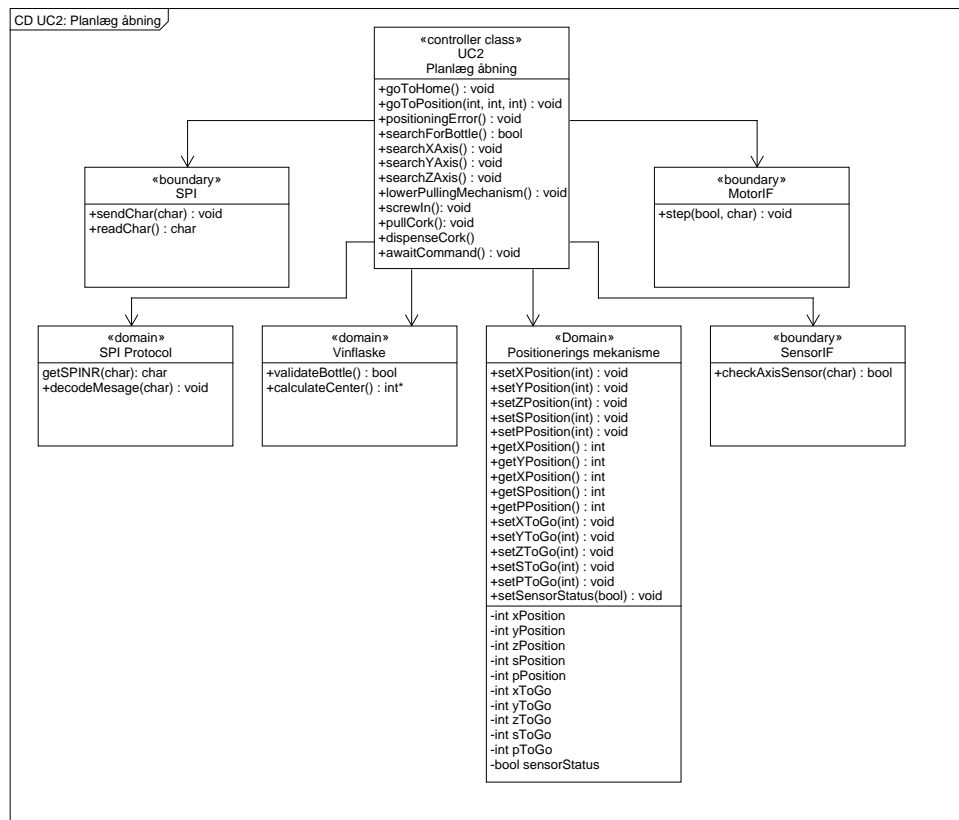 CD UC2: Planlæg åbning
«controller class»
UC2
Planlæg åbning
+goToHome() : void
+goToPosition(int, int, int) : void
+positioningError() : void
+searchForBottle() : bool
+searchXAxis() : void
+searchYAxis() : void
+searchZAxis() : void
+lowerPullingMechanism() : void
+screwIn(): void
+pullCork(): void
+dispenseCork()
+awaitCommand() : void
«boundary»
SPI
+sendChar(char) : void
+readChar() : char
«boundary»
MotorIF
+step(bool, char) : void
«domain»
SPI Protocol
getSPINR(char): char
+decodeMesage(char) : void
«domain»
Vinflaske
+validateBottle() : bool
+calculateCenter() : int*
«Domain»
Positionerings mekanisme
+setXPosition(int) : void
+setYPosition(int) : void
+setZPosition(int) : void
+setSPosition(int) : void
+setPPosition(int) : void
+getXPosition() : int
+getYPosition() : int
+getXPosition() : int
+getSPosition() : int
+getPPosition() : int
+setXToGo(int) : void
+setYToGo(int) : void
+setZToGo(int) : void
+setSToGo(int) : void
+setPToGo(int) : void
+setSensorStatus(bool) : void
-int xPosition
-int yPosition
-int zPosition
-int sPosition
-int pPosition
-int xToGo
-int yToGo
-int zToGo
-int sToGo
-int pToGo
-bool sensorStatus
«boundary»
SensorIF
+checkAxisSensor(char) : bool